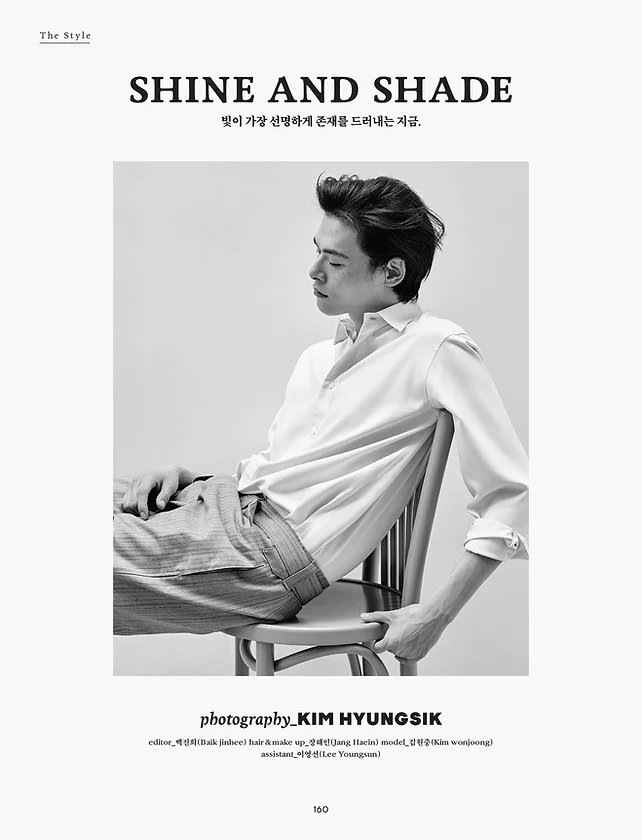 The Style
SHINE AND SHADE
빛이 가장 선명하게 존재를 드러내는 지금.
photography_KIM HYUNGSIK
editor_백진희(Baik jinhee) hair&make up_장해인(Jang Haein) model_김원중(Kim wonjoong)
assistant_이영선(Lee Youngsun)
160